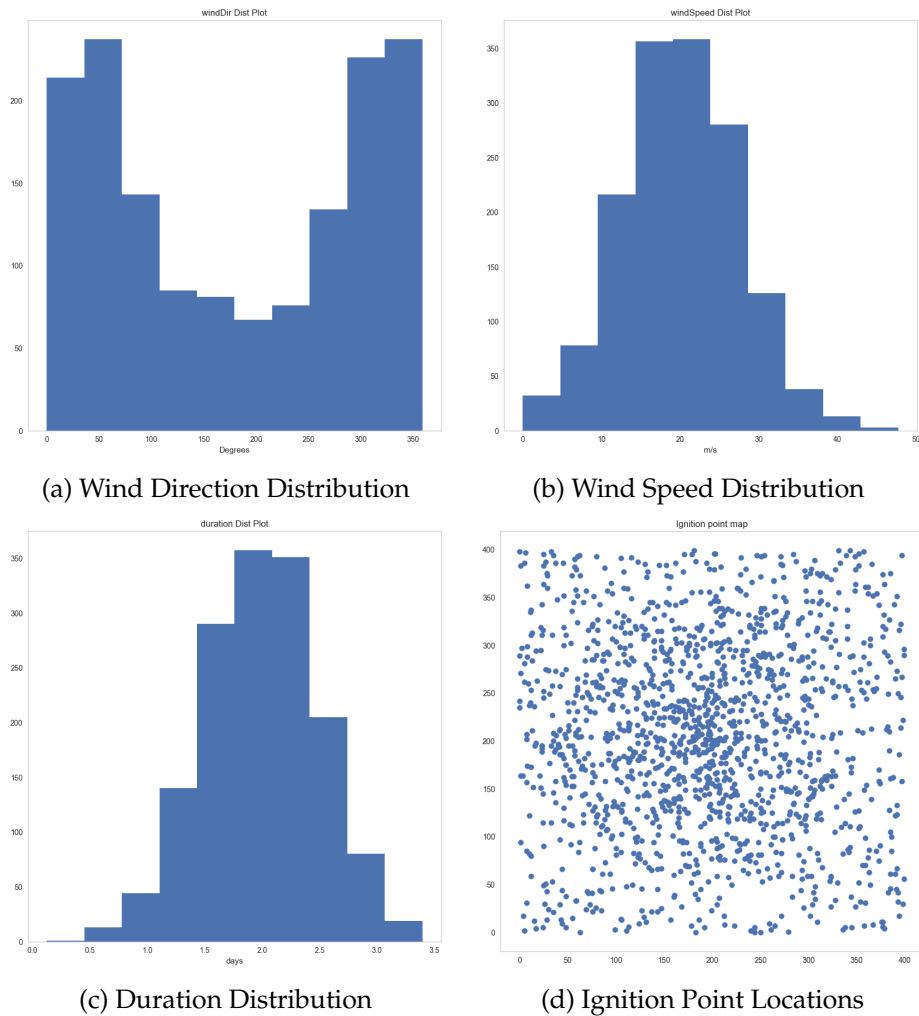 windDir Dist Plot
200
150
100
50
0
0 50 100 150 200 250 300 350
Degrees
(a) Wind Direction Distribution
windSpeed Dist Plot
350
300
250
200
150
100
50
0
0 10 20 30 40 50
m/s
(b) Wind Speed Distribution
duration Dist Plot
350
300
250
200
150
100
50
0
0.0 0.5 1.0 1.5 2.0 2.5 3.0 3.5
days
(c) Duration Distribution
Ignition point map
400
350
300
250
200
150
100
50
0
0 50 100 150 200 250 300 350 400
(d) Ignition Point Locations